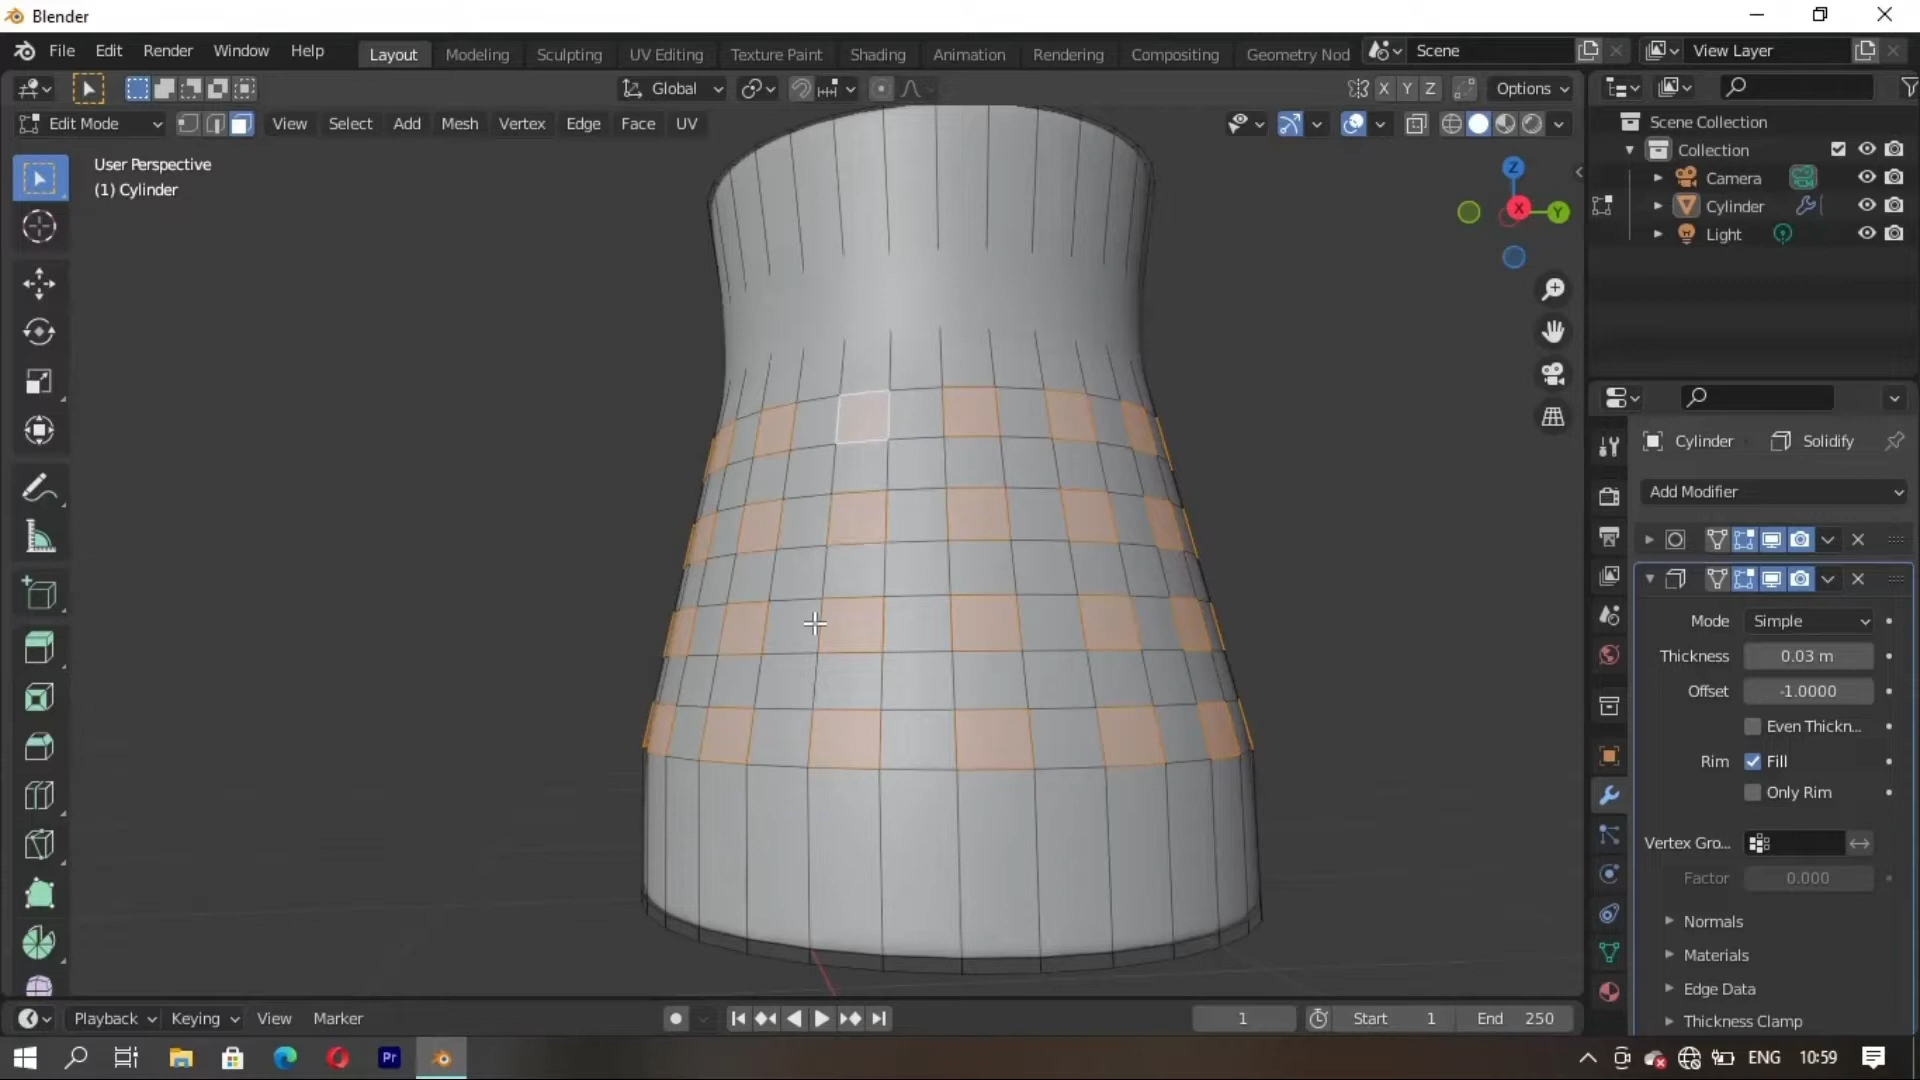 Blender
File Edit Render Window Help Layout Modeling Sculpting UV Editing Texture Paint Shading Animation Rendering Compositing Geometry Nod Scene View Layer
Global X Y Z Options
Edit Mode View Select Add Mesh Vertex Edge Face UV
User Perspective
(1) Cylinder
Z
X
Y
Scene Collection
Collection
Camera
Cylinder
Light
Cylinder Solidify
Add Modifier
Mode Simple
Thickness 0.03 m
Offset -1.0000
Even Thickn...
Rim Fill
Only Rim
Vertex Gro...
Factor 0.000
Normals
Materials
Edge Data
Thickness Clamp
Playback Keying View Marker 1 Start 1 End 250
Pr ENG 10:59